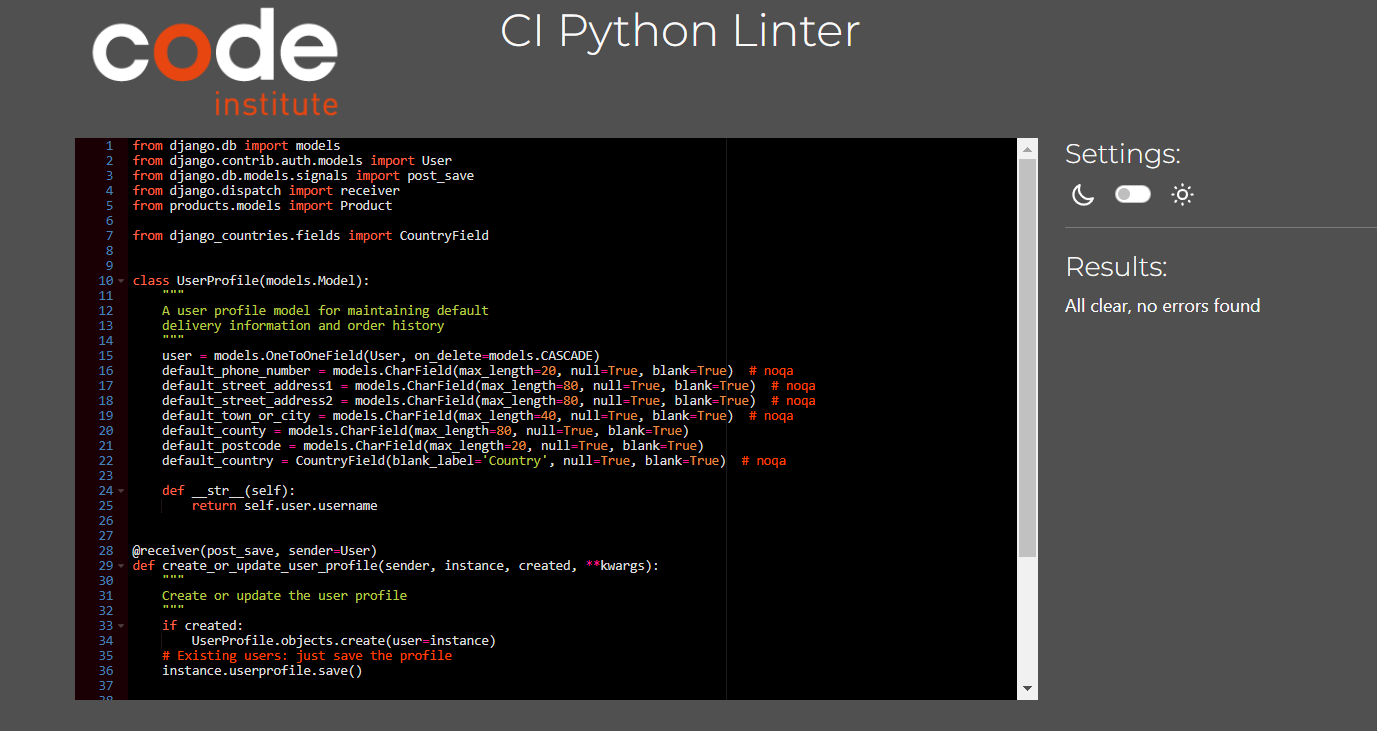 code
institute
CI Python Linter
1 from django.db import models
2 from django.contrib.auth.models import User
3 from django.db.models.signals import post_save
4 from django.dispatch import receiver
5 from products.models import Product
6
7 from django_countries.fields import CountryField
8
9
10 class UserProfile(models.Model):
11     """
12     A user profile model for maintaining default
13     delivery information and order history
14     """
15     user = models.OneToOneField(User, on_delete=models.CASCADE)
16     default_phone_number = models.CharField(max_length=20, null=True, blank=True)  # noqa
17     default_street_address1 = models.CharField(max_length=80, null=True, blank=True)  # noqa
18     default_street_address2 = models.CharField(max_length=80, null=True, blank=True)  # noqa
19     default_town_or_city = models.CharField(max_length=40, null=True, blank=True)  # noqa
20     default_county = models.CharField(max_length=80, null=True, blank=True)
21     default_postcode = models.CharField(max_length=20, null=True, blank=True)
22     default_country = CountryField(blank_label='Country', null=True, blank=True)  # noqa
23
24     def __str__(self):
25         return self.user.username
26
27
28 @receiver(post_save, sender=User)
29 def create_or_update_user_profile(sender, instance, created, **kwargs):
30     """
31     Create or update the user profile
32     """
33     if created:
34         UserProfile.objects.create(user=instance)
35     # Existing users: just save the profile
36     instance.userprofile.save()
37
38
Settings:
Results:
All clear, no errors found